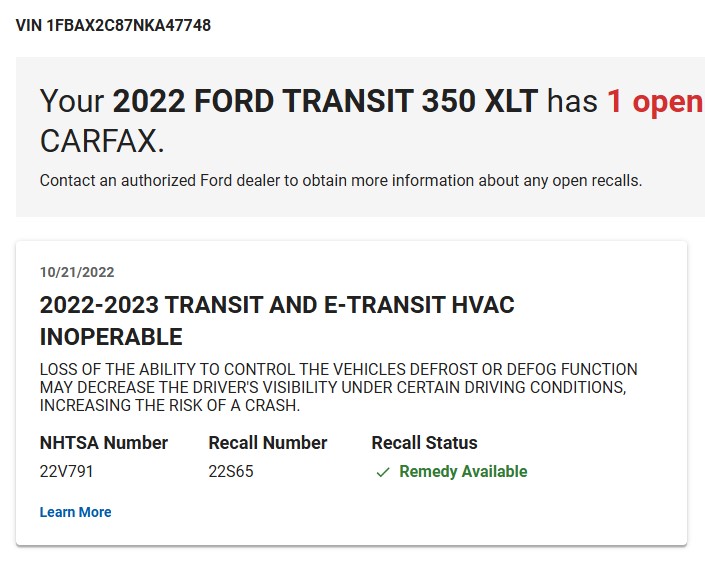 VIN 1FBAX2C87NKA47748
Your 2022 FORD TRANSIT 350 XLT has 1 open
CARFAX.
Contact an authorized Ford dealer to obtain more information about any open recalls.
10/21/2022
2022-2023 TRANSIT AND E-TRANSIT HVAC
INOPERABLE
LOSS OF THE ABILITY TO CONTROL THE VEHICLES DEFROST OR DEFOG FUNCTION
MAY DECREASE THE DRIVER'S VISIBILITY UNDER CERTAIN DRIVING CONDITIONS,
INCREASING THE RISK OF A CRASH.
NHTSA Number Recall Number Recall Status
22V791 22S65 Remedy Available
Learn More